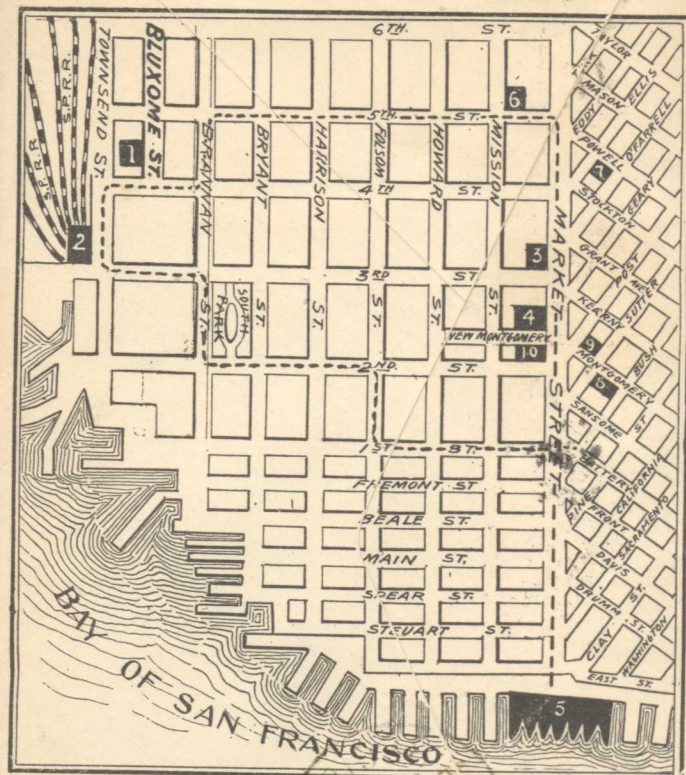 6TH. ST.
S.P.R.R.
S.P.R.R
TOWNSEND ST.
BLUXOME ST.
BRANNAN ST.
BRYANT ST.
HARRISON ST.
FOLSOM ST.
HOWARD ST.
MISSION ST.
MARKET STREET
TAYLOR
MASON
ELLIS
EDDY
O'FARRELL
POWELL
GEARY
STOCKTON
GRANT AVE
SUTTER
KEARNY
BUSH
MONTGOMERY
SANSOME ST
BATTERY
CALIFORNIA
PINE
FRONT
SACRAMENTO
DAVIS ST.
DRUMM ST.
CLAY
WASHINGTON
EAST ST.
6
5TH ST.
1
7
4TH ST.
2
3
3RD ST
SOUTH PARK
4
NEW MONTGOMERY
9
10
8
2ND. ST.
1ST ST.
FREMONT ST
BEALE ST.
MAIN ST.
SPEAR ST.
STEUART ST.
5
BAY OF SAN FRANCISCO